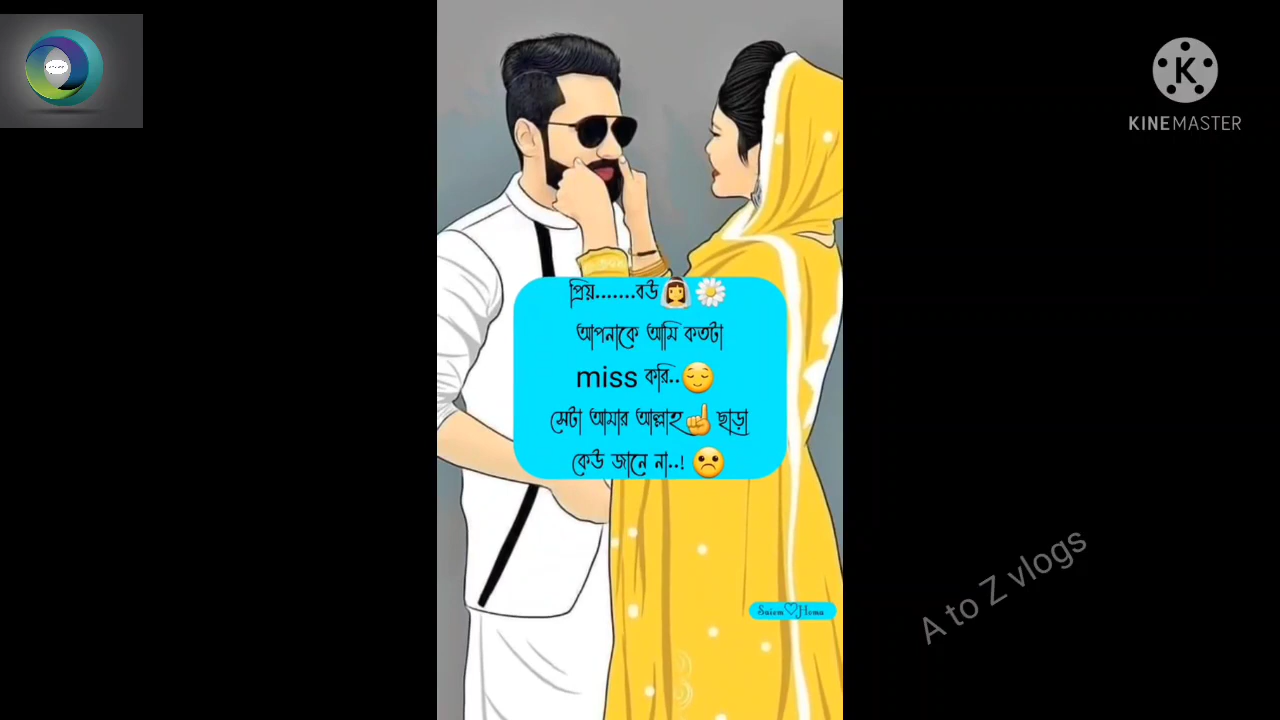 প্রিয়.......বউ👰🌼
আপনাকে আমি কতটা
miss করি..😌
সেটা আমার আল্লাহ☝ ছাড়া
কেউ জানে না..! ☹
KINEMASTER
A to Z vlogs